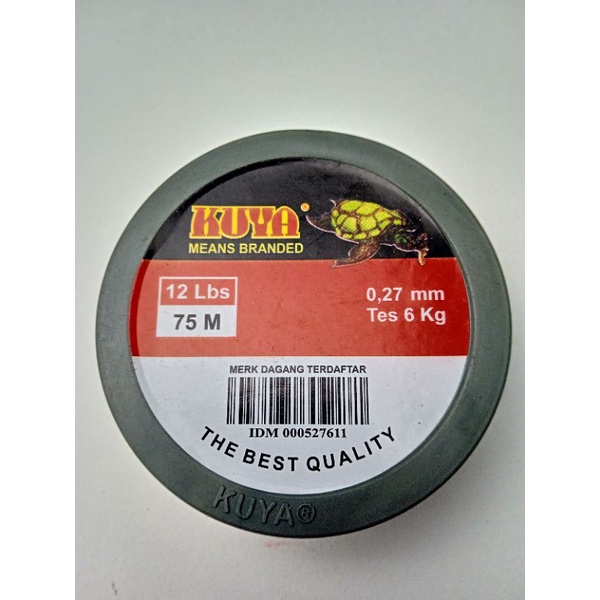 KUYA
MEANS BRANDED
12 Lbs
75 M
0,27 mm
Tes 6 Kg
MERK DAGANG TERDAFTAR
IDM 000527611
THE BEST QUALITY
KUYA®